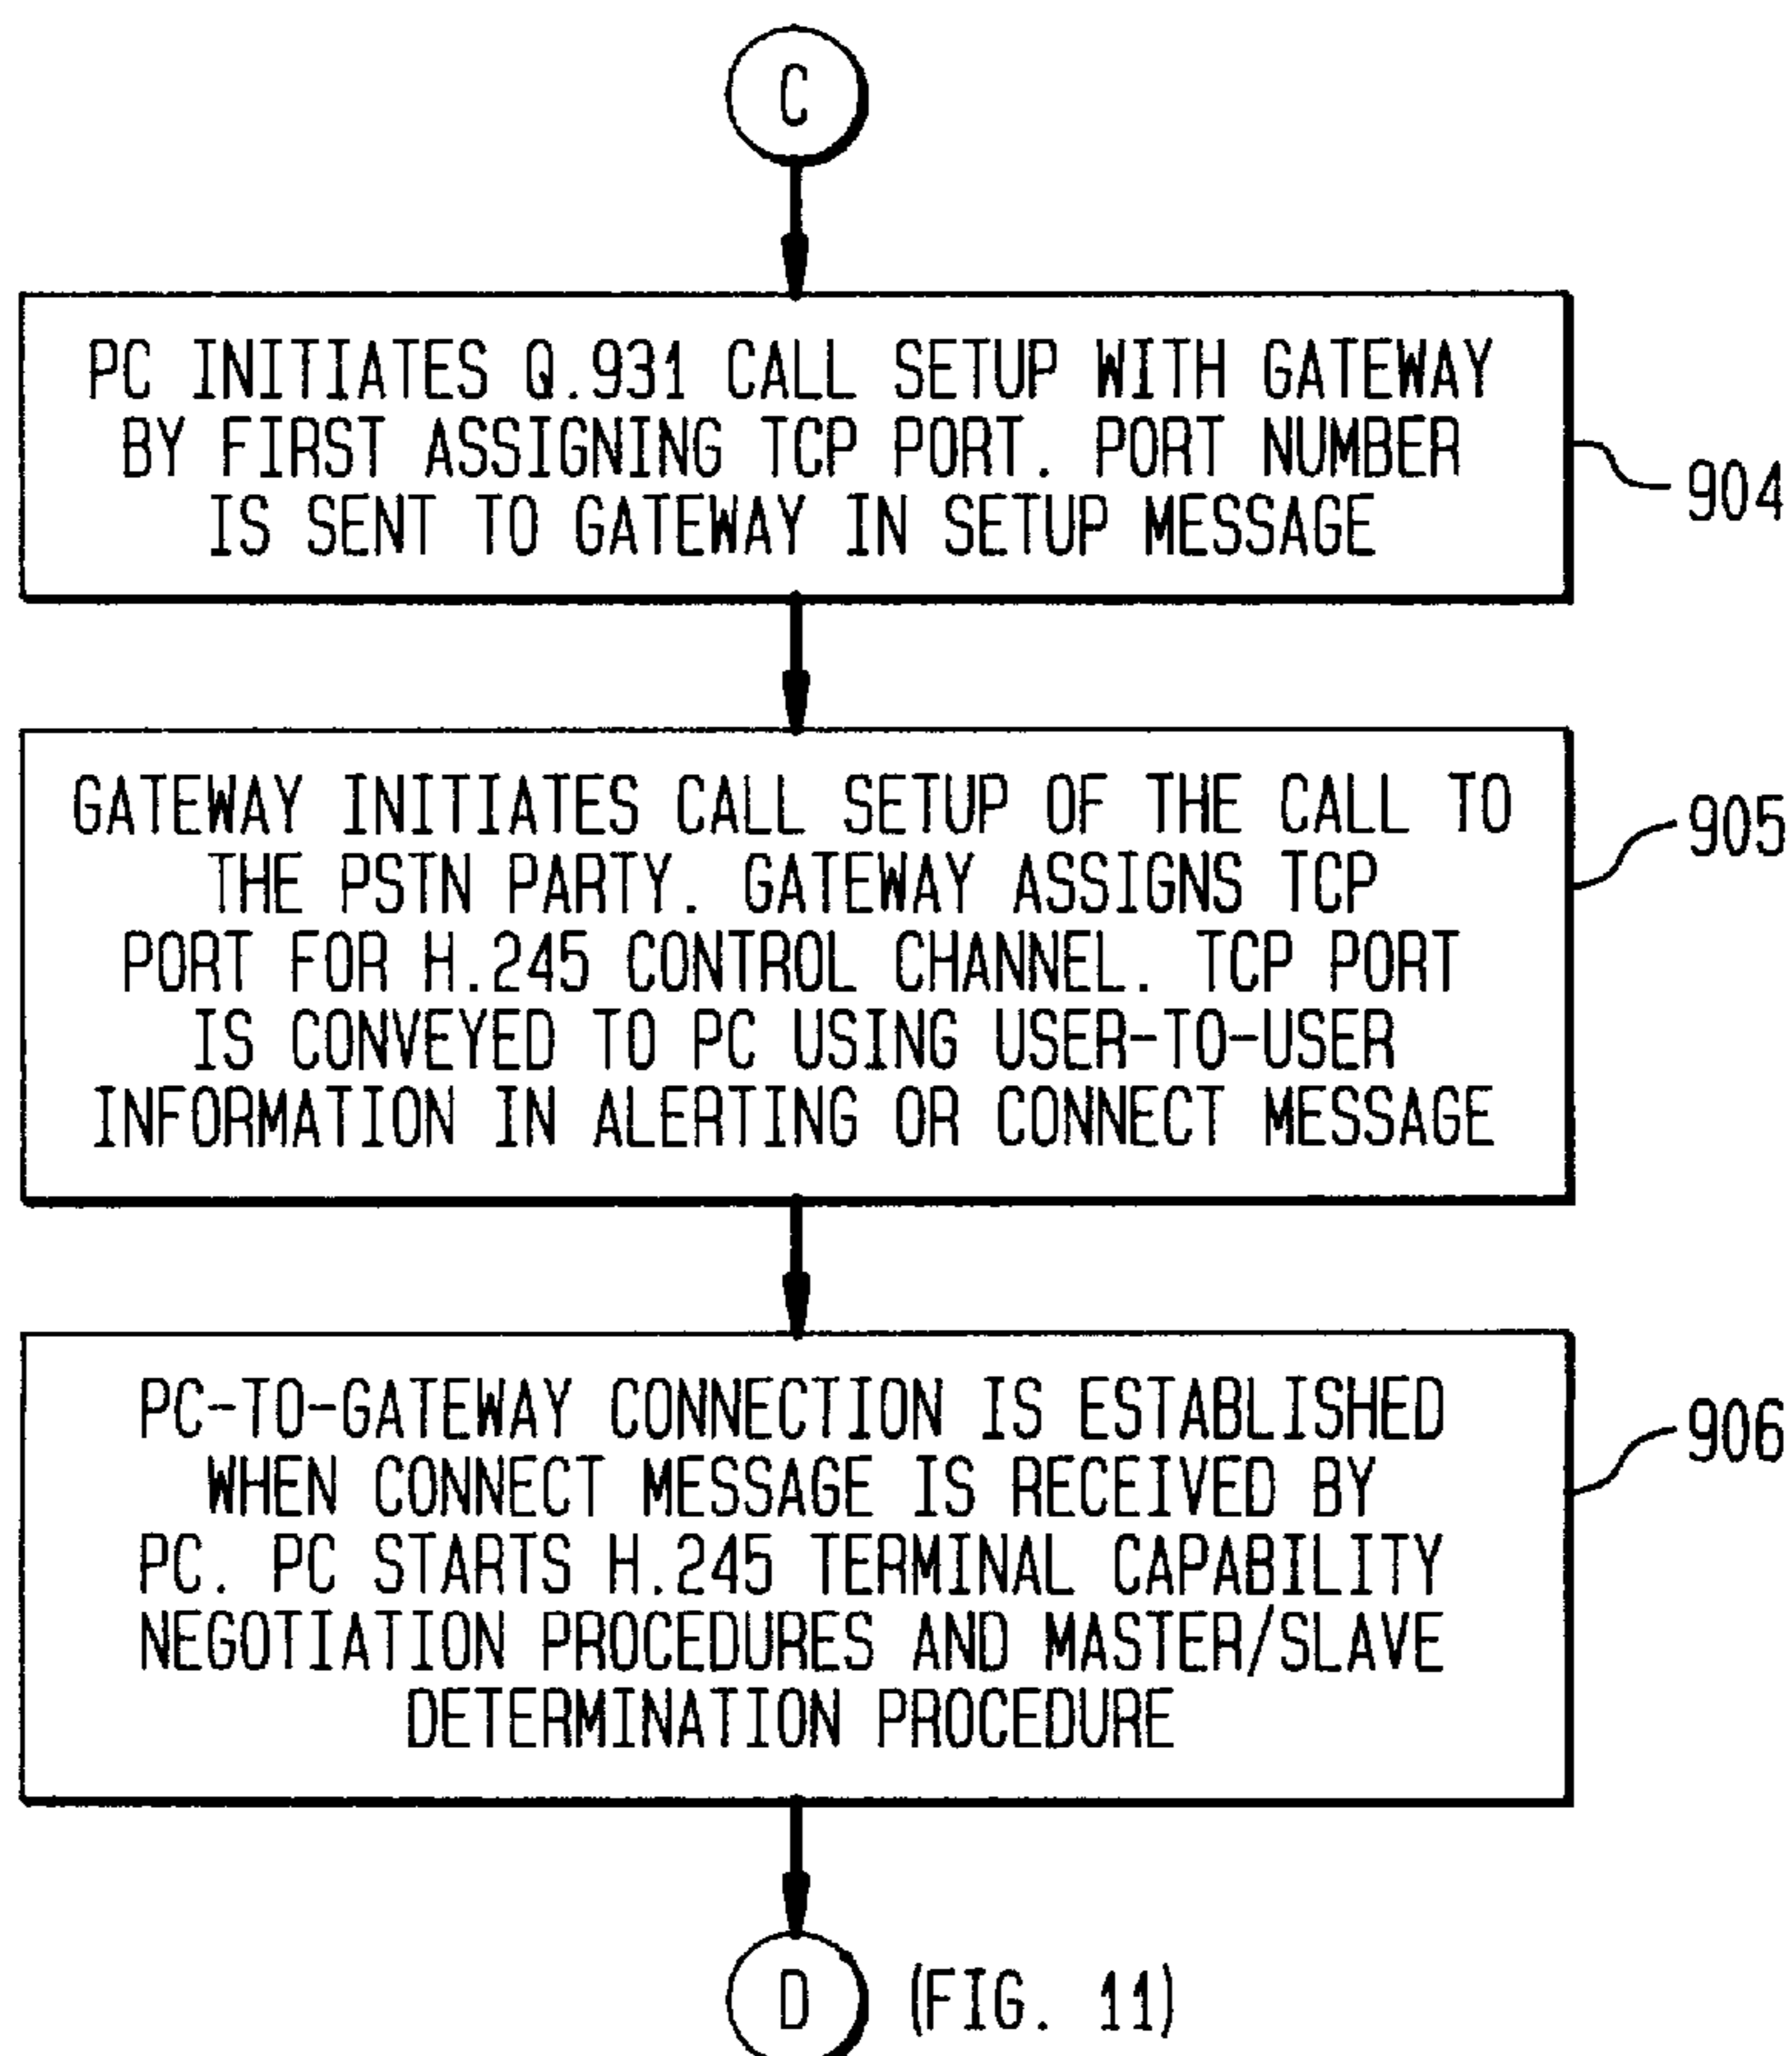 C
PC INITIATES Q.931 CALL SETUP WITH GATEWAY
BY FIRST ASSIGNING TCP PORT. PORT NUMBER
IS SENT TO GATEWAY IN SETUP MESSAGE
904
GATEWAY INITIATES CALL SETUP OF THE CALL TO
THE PSTN PARTY. GATEWAY ASSIGNS TCP
PORT FOR H.245 CONTROL CHANNEL. TCP PORT
IS CONVEYED TO PC USING USER-TO-USER
INFORMATION IN ALERTING OR CONNECT MESSAGE
905
PC-TO-GATEWAY CONNECTION IS ESTABLISHED
WHEN CONNECT MESSAGE IS RECEIVED BY
PC. PC STARTS H.245 TERMINAL CAPABILITY
NEGOTIATION PROCEDURES AND MASTER/SLAVE
DETERMINATION PROCEDURE
906
D (FIG. 11)